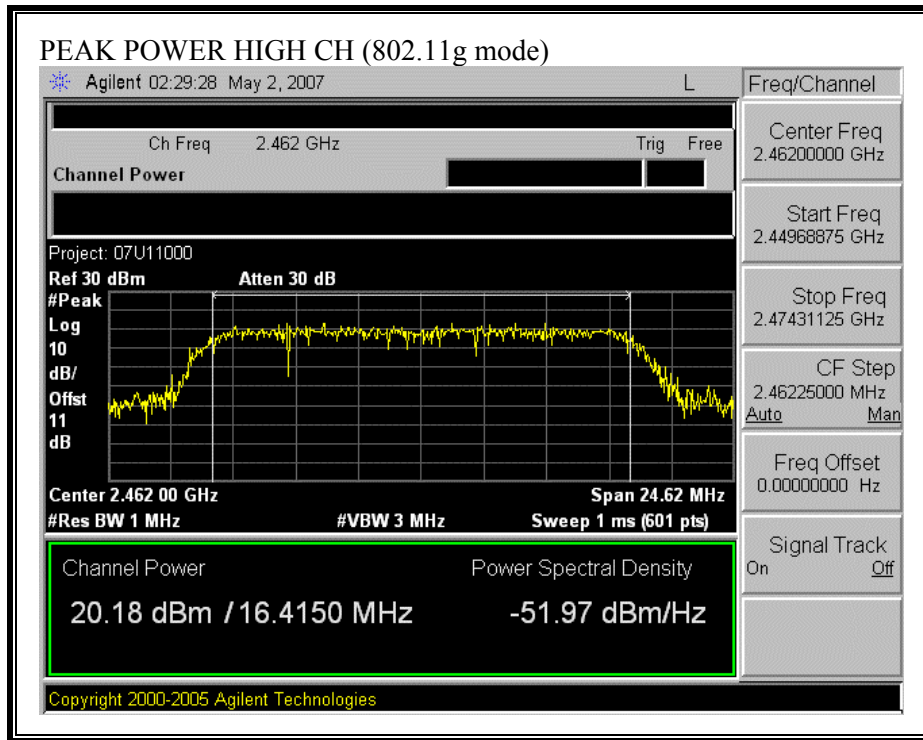 PEAK POWER HIGH CH (802.11g mode)
Agilent 02:29:28 May 2, 2007 L Freq/Channel
Ch Freq 2.462 GHz Trig Free
Channel Power
Center Freq
2.46200000 GHz
Start Freq
2.44968875 GHz
Stop Freq
2.47431125 GHz
CF Step
2.46225000 MHz
Auto Man
Freq Offset
0.00000000 Hz
Signal Track
On Off
Project: 07U11000
Ref 30 dBm Atten 30 dB
#Peak
Log
10
dB/
Offst
11
dB
Center 2.462 00 GHz Span 24.62 MHz
#Res BW 1 MHz #VBW 3 MHz Sweep 1 ms (601 pts)
Channel Power Power Spectral Density
20.18 dBm / 16.4150 MHz -51.97 dBm/Hz
Copyright 2000-2005 Agilent Technologies